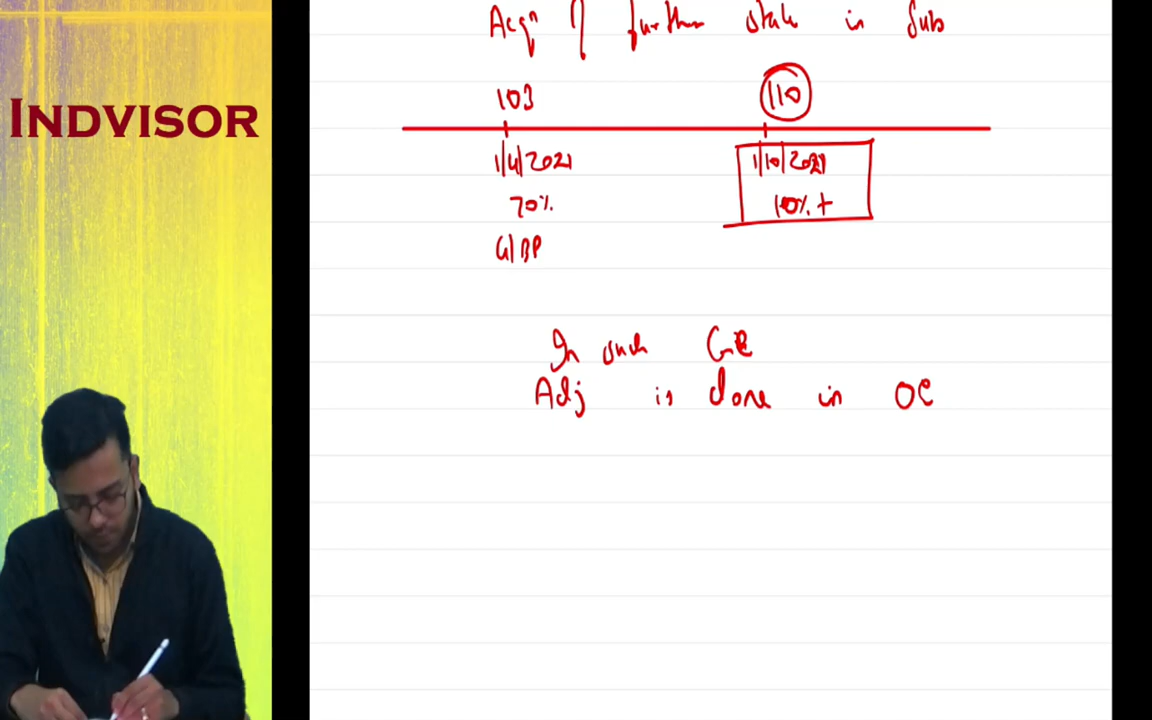 INDVISOR
Acqn of further stake in Sub
103 110
1/4/2021 1/10/2021
70% 10% +
G/BP
In such Case
Adj is done in OE